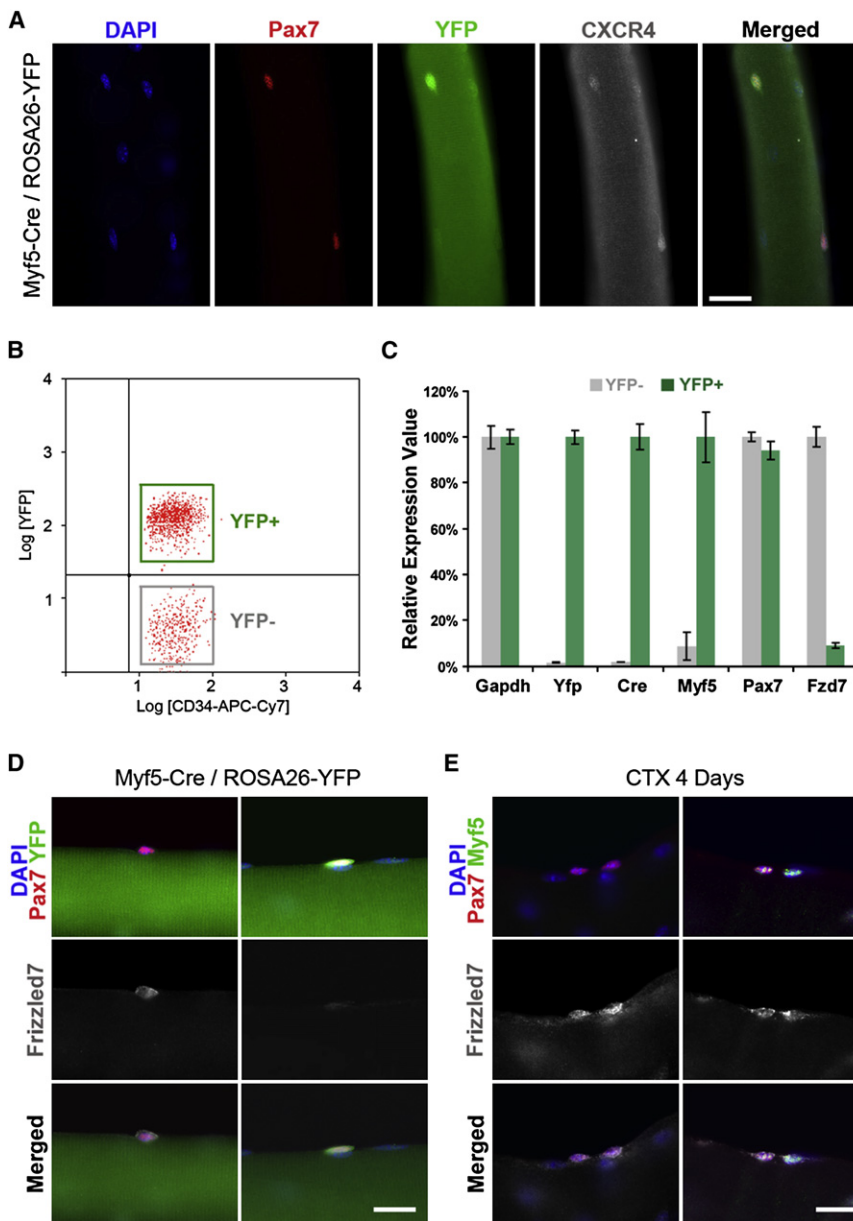 A
DAPI
Pax7
YFP
CXCR4
Merged
Myf5-Cre / ROSA26-YFP
B
4
3
2
1
Log [YFP]
YFP+
YFP-
1
2
3
4
Log [CD34-APC-Cy7]
C
YFP-
YFP+
120%
100%
80%
60%
40%
20%
0%
Relative Expression Value
Gapdh
Yfp
Cre
Myf5
Pax7
Fzd7
D
Myf5-Cre / ROSA26-YFP
DAPI
Pax7 YFP
Frizzled7
Merged
E
CTX 4 Days
DAPI
Pax7 Myf5
Frizzled7
Merged